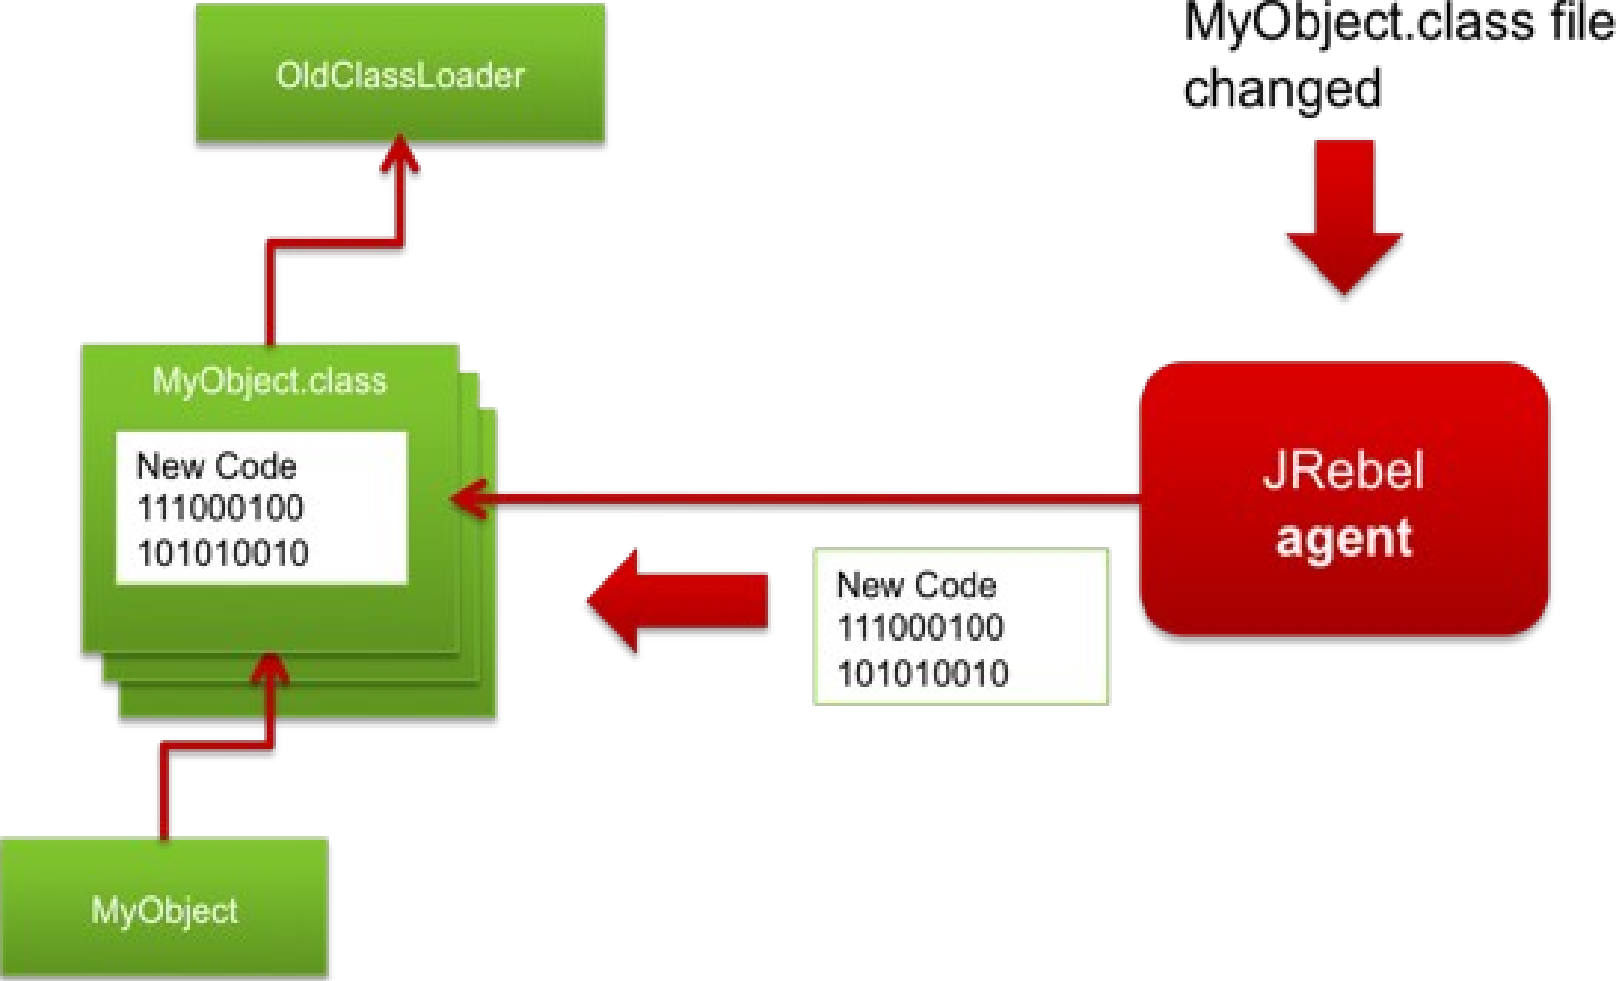 OldClassLoader
MyObject.class file
changed
MyObject.class
New Code
111000100
101010010
JRebel
agent
New Code
111000100
101010010
MyObject